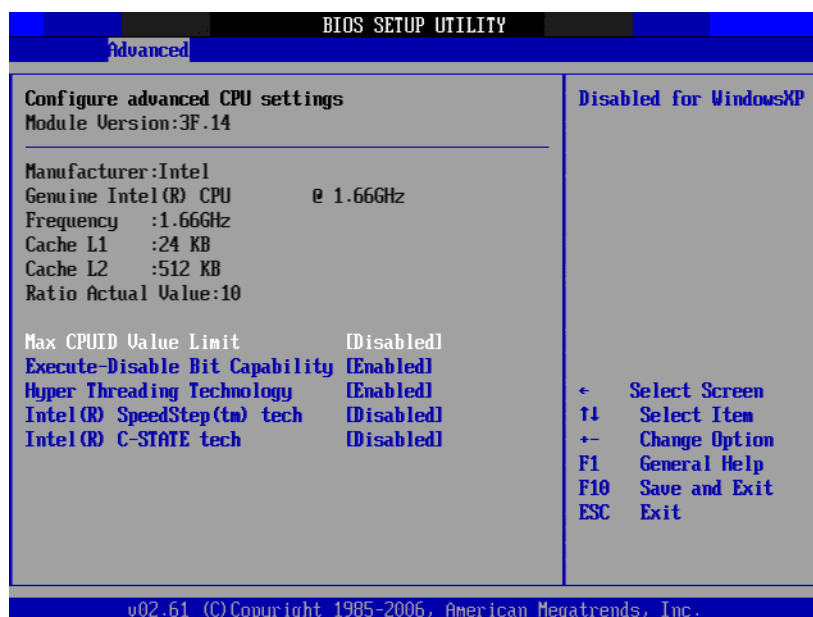 BIOS SETUP UTILITY
Advanced
Configure advanced CPU settings
Module Version:3F.14
Manufacturer:Intel
Genuine Intel(R) CPU @ 1.66GHz
Frequency :1.66GHz
Cache L1 :24 KB
Cache L2 :512 KB
Ratio Actual Value:10
Max CPUID Value Limit [Disabled]
Execute-Disable Bit Capability [Enabled]
Hyper Threading Technology [Enabled]
Intel(R) SpeedStep(tm) tech [Disabled]
Intel(R) C-STATE tech [Disabled]
Disabled for WindowsXP
← Select Screen
↑↓ Select Item
+- Change Option
F1 General Help
F10 Save and Exit
ESC Exit
v02.61 (C)Copyright 1985-2006, American Megatrends, Inc.